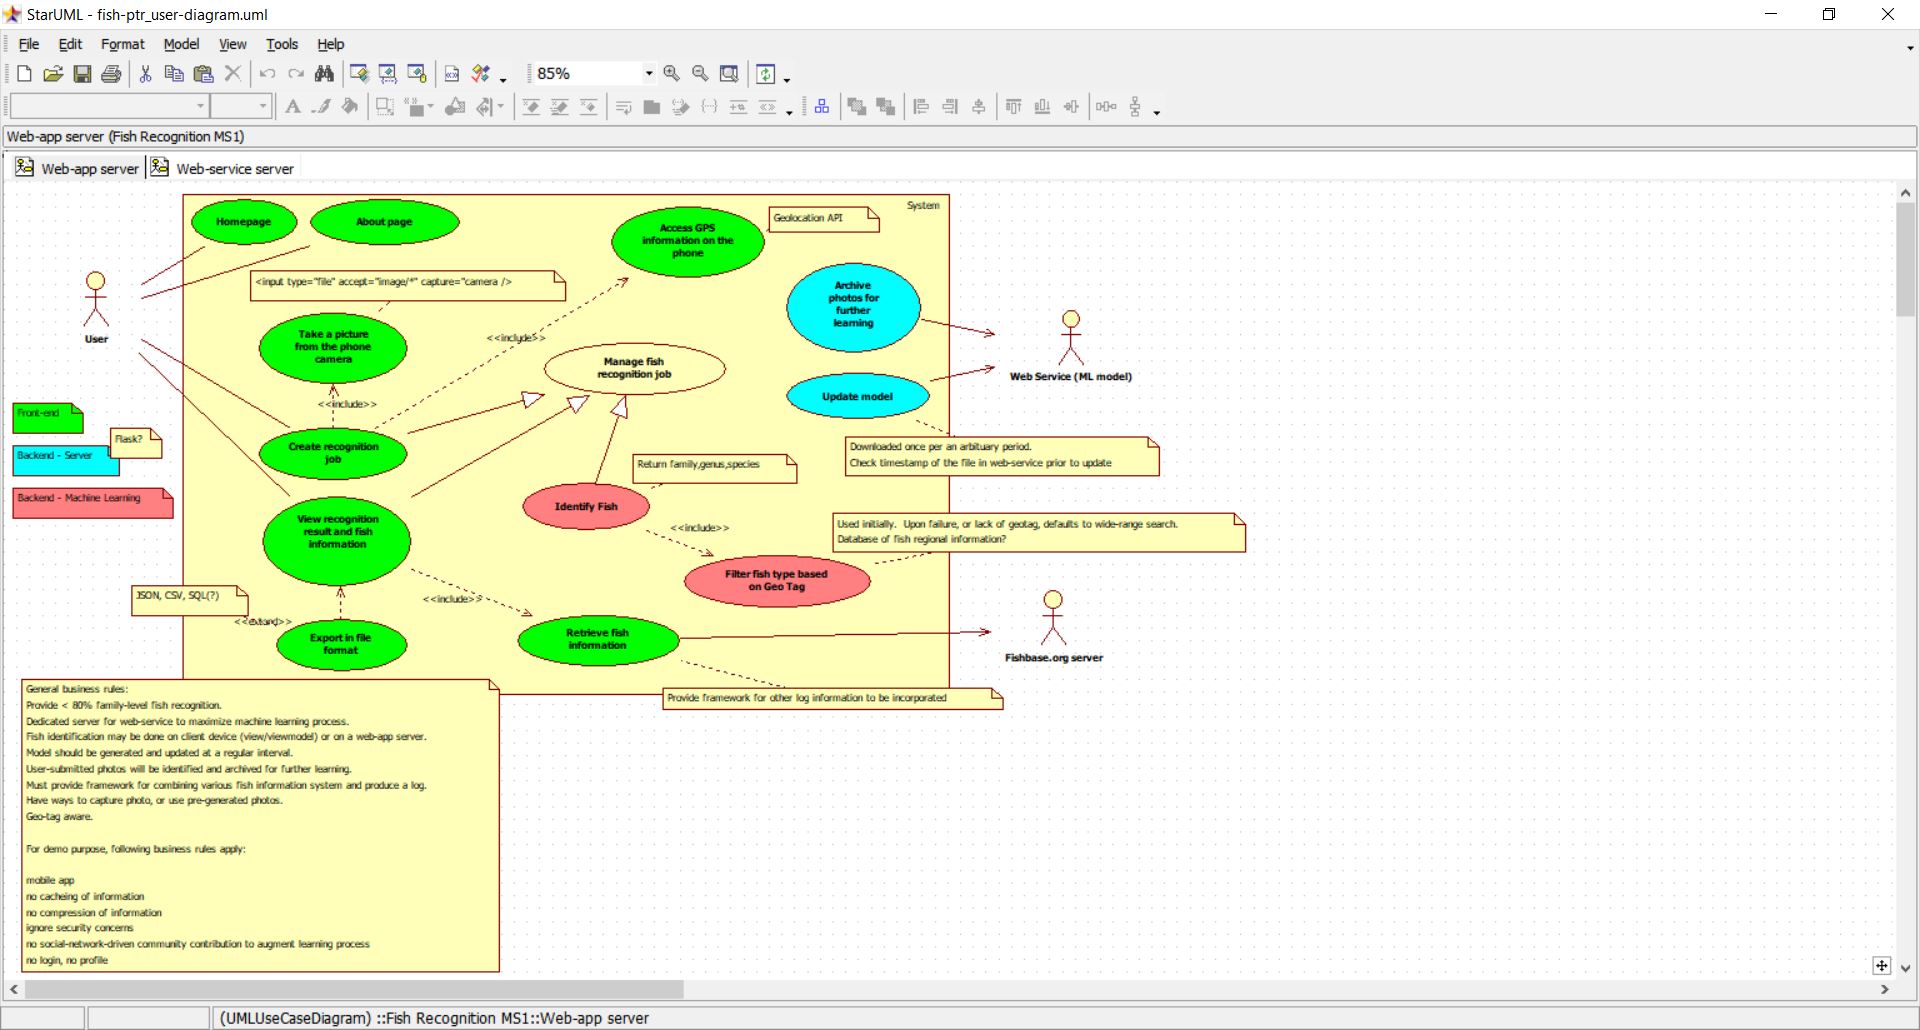 StarUML - fish-ptr_user-diagram.uml
File Edit Format Model View Tools Help
85%
Web-app server (Fish Recognition MS1)
Web-app server
Web-service server
System
Homepage
About page
Access GPS
information on the
phone
Geolocation API
<input type="file" accept="image/*" capture="camera />
Archive
photos for
further
learning
User
Take a picture
from the phone
camera
<<include>>
Manage fish
recognition job
Web Service (ML model)
Update model
<<include>>
Front-end
Flask?
Backend - Server
Backend - Machine Learning
Create recognition
job
Downloaded once per an arbituary period.
Check timestamp of the file in web-service prior to update
Return family,genus,species
Identify Fish
<<include>>
View recognition
result and fish
information
Used initially.  Upon failure, or lack of geotag, defaults to wide-range search.
Database of fish regional information?
Filter fish type based
on Geo Tag
JSON, CSV, SQL(?)
<<include>>
<<extand>>
Export in file
format
Retrieve fish
information
Fishbase.org server
Provide framework for other log information to be incorporated
General business rules:
Provide < 80% family-level fish recognition.
Dedicated server for web-service to maximize machine learning process.
Fish identification may be done on client device (view/viewmodel) or on a web-app server.
Model should be generated and updated at a regular interval.
User-submitted photos will be identified and archived for further learning.
Must provide framework for combining various fish information system and produce a log.
Have ways to capture photo, or use pre-generated photos.
Geo-tag aware.
For demo purpose, following business rules apply:
mobile app
no cacheing of information
no compression of information
ignore security concerns
no social-network-driven community contribution to augment learning process
no login, no profile
(UMLUseCaseDiagram) ::Fish Recognition MS1::Web-app server